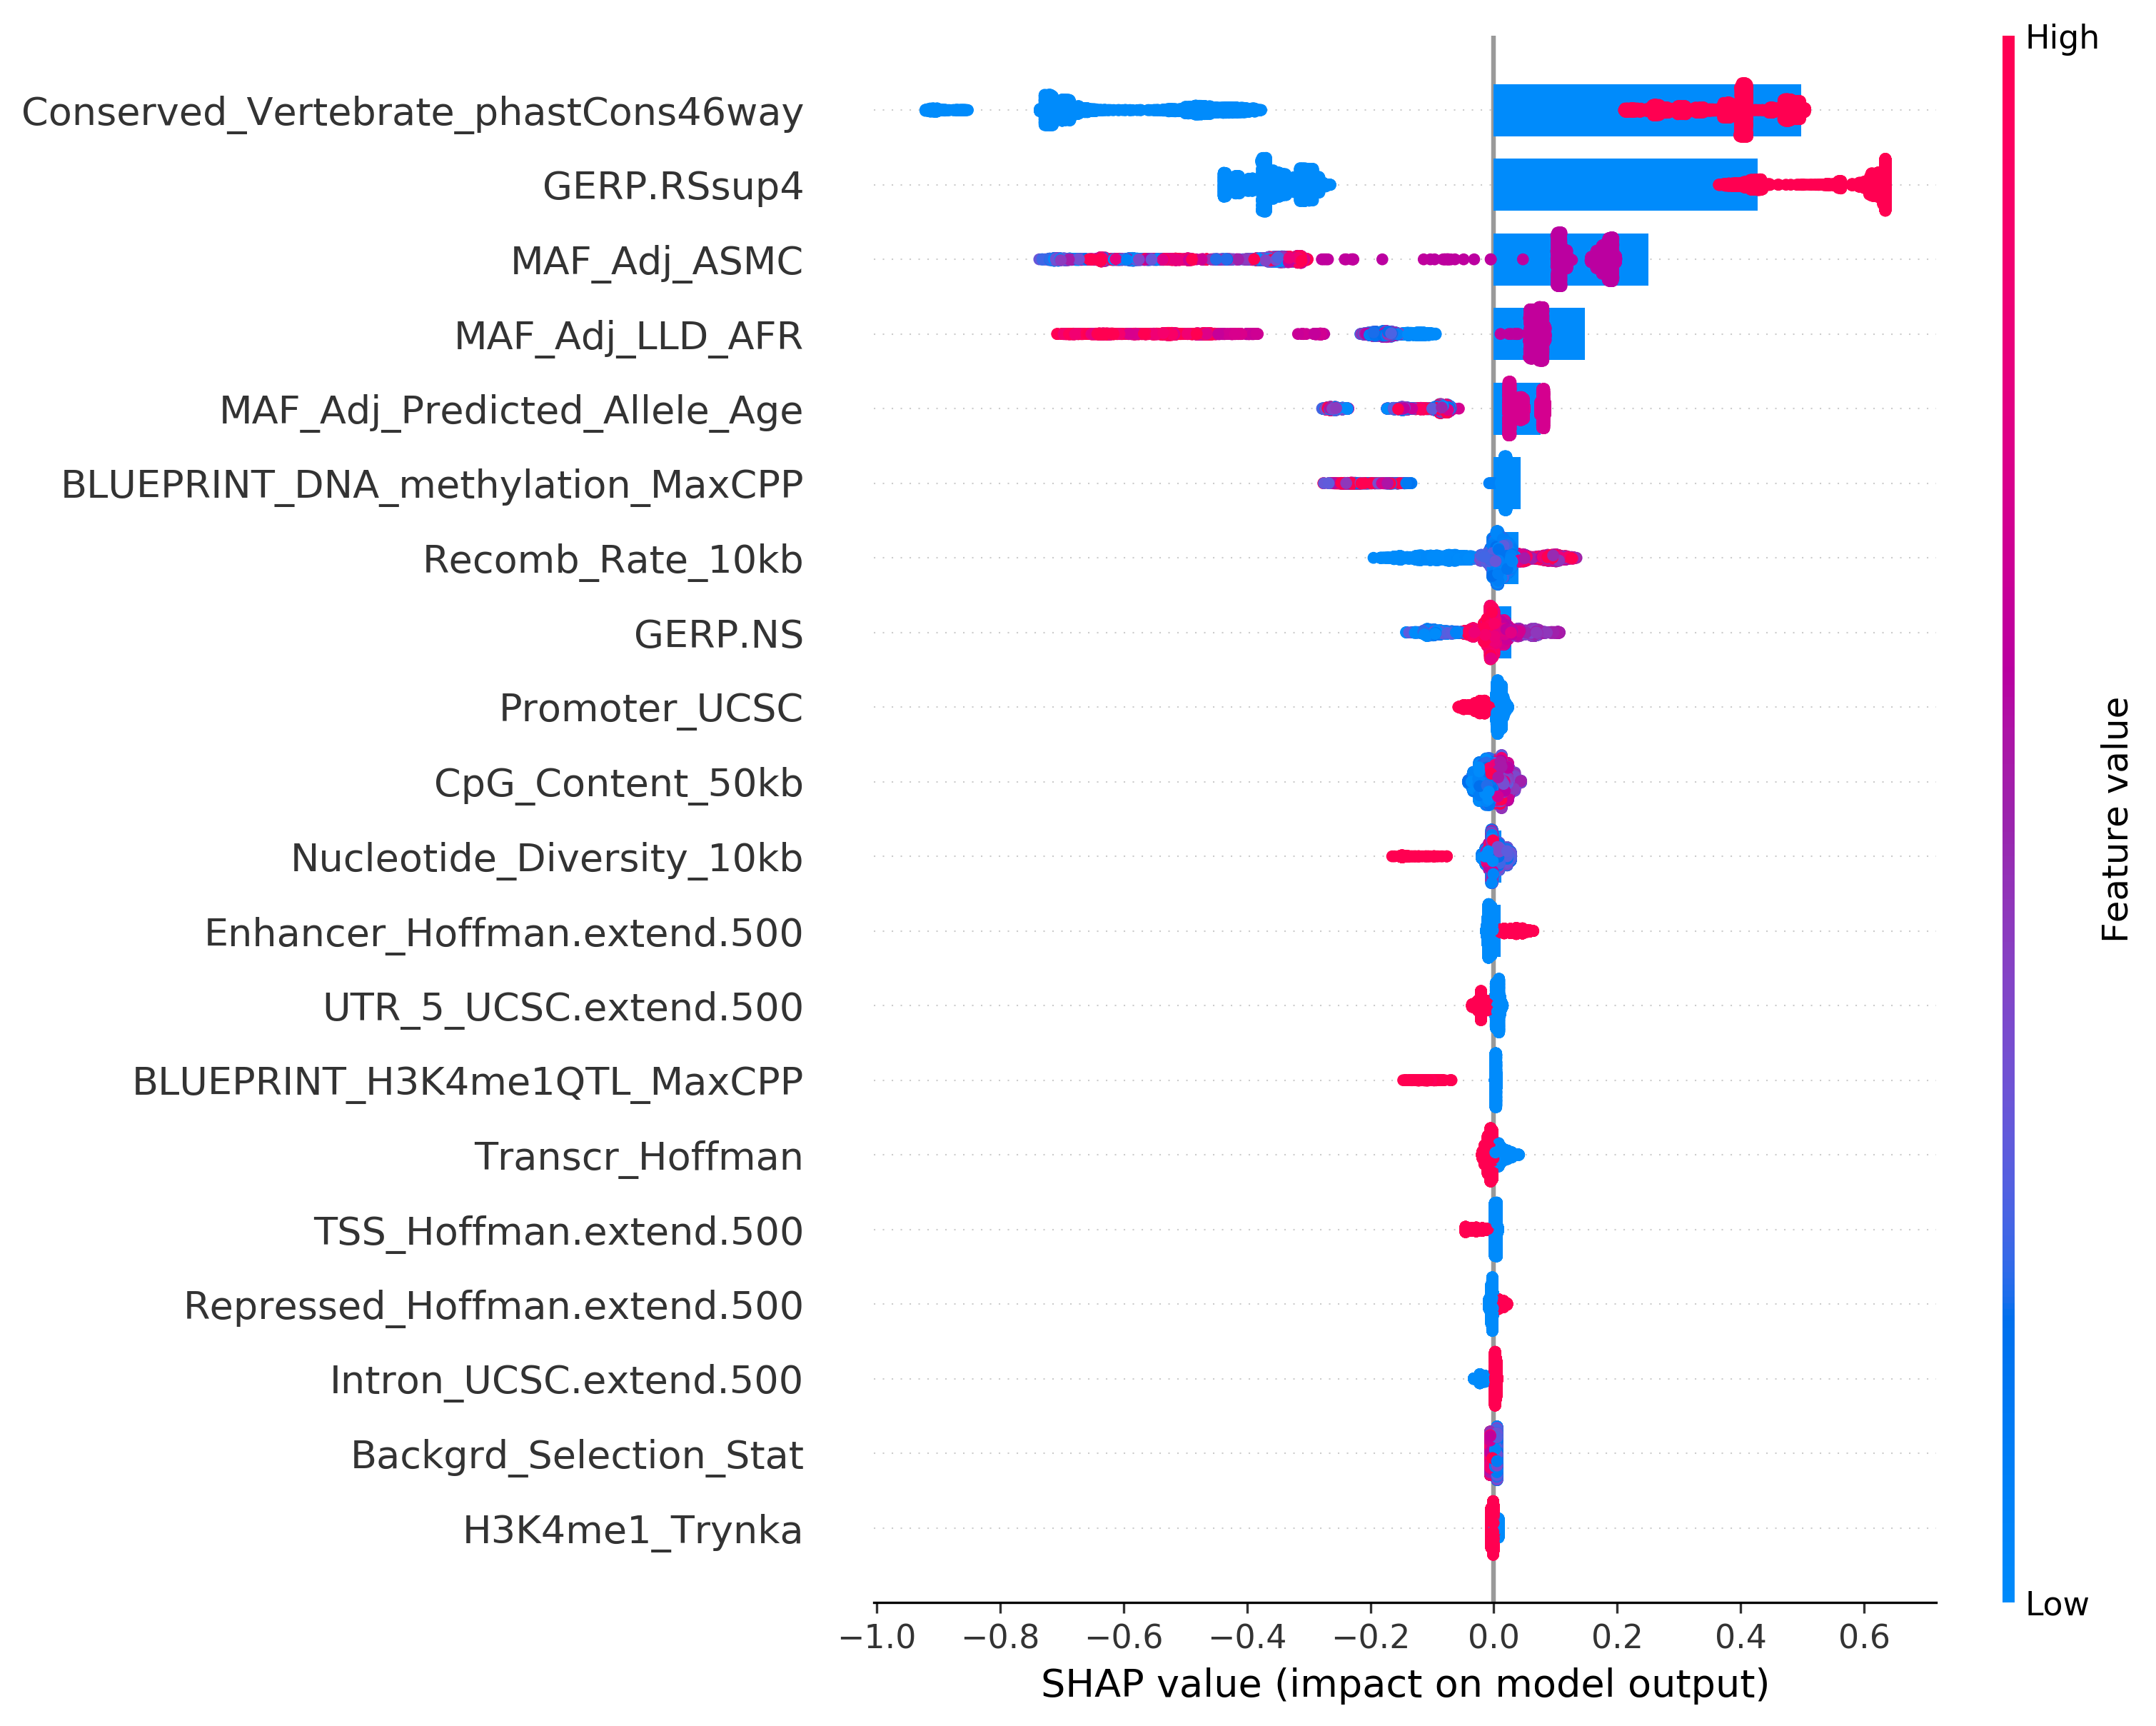 High
Conserved_Vertebrate_phastCons46way
GERP.RSsup4
MAF_Adj_ASMC
MAF_Adj_LLD_AFR
MAF_Adj_Predicted_Allele_Age
BLUEPRINT_DNA_methylation_MaxCPP
Recomb_Rate_10kb
GERP.NS
Promoter_UCSC
CpG_Content_50kb
Nucleotide_Diversity_10kb
Enhancer_Hoffman.extend.500
UTR_5_UCSC.extend.500
BLUEPRINT_H3K4me1QTL_MaxCPP
Transcr_Hoffman
TSS_Hoffman.extend.500
Repressed_Hoffman.extend.500
Intron_UCSC.extend.500
Backgrd_Selection_Stat
H3K4me1_Trynka
Feature value
Low
−1.0 −0.8 −0.6 −0.4 −0.2 0.0 0.2 0.4 0.6
SHAP value (impact on model output)